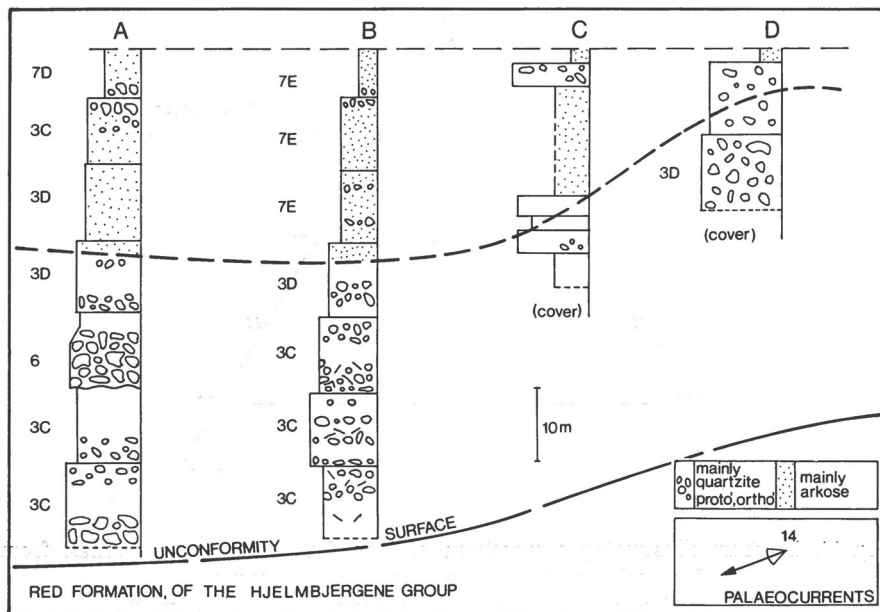 A B C D
7D
3C
3D
3D
6
3C
3C
7E
7E
7E
3D
3C
3C
3C
(cover)
3D
(cover)
10m
mainly
quartzite
proto', ortho'
mainly
arkose
UNCONFORMITY SURFACE
14.
PALAEOCURRENTS
RED FORMATION, OF THE HJELMBJERGENE GROUP